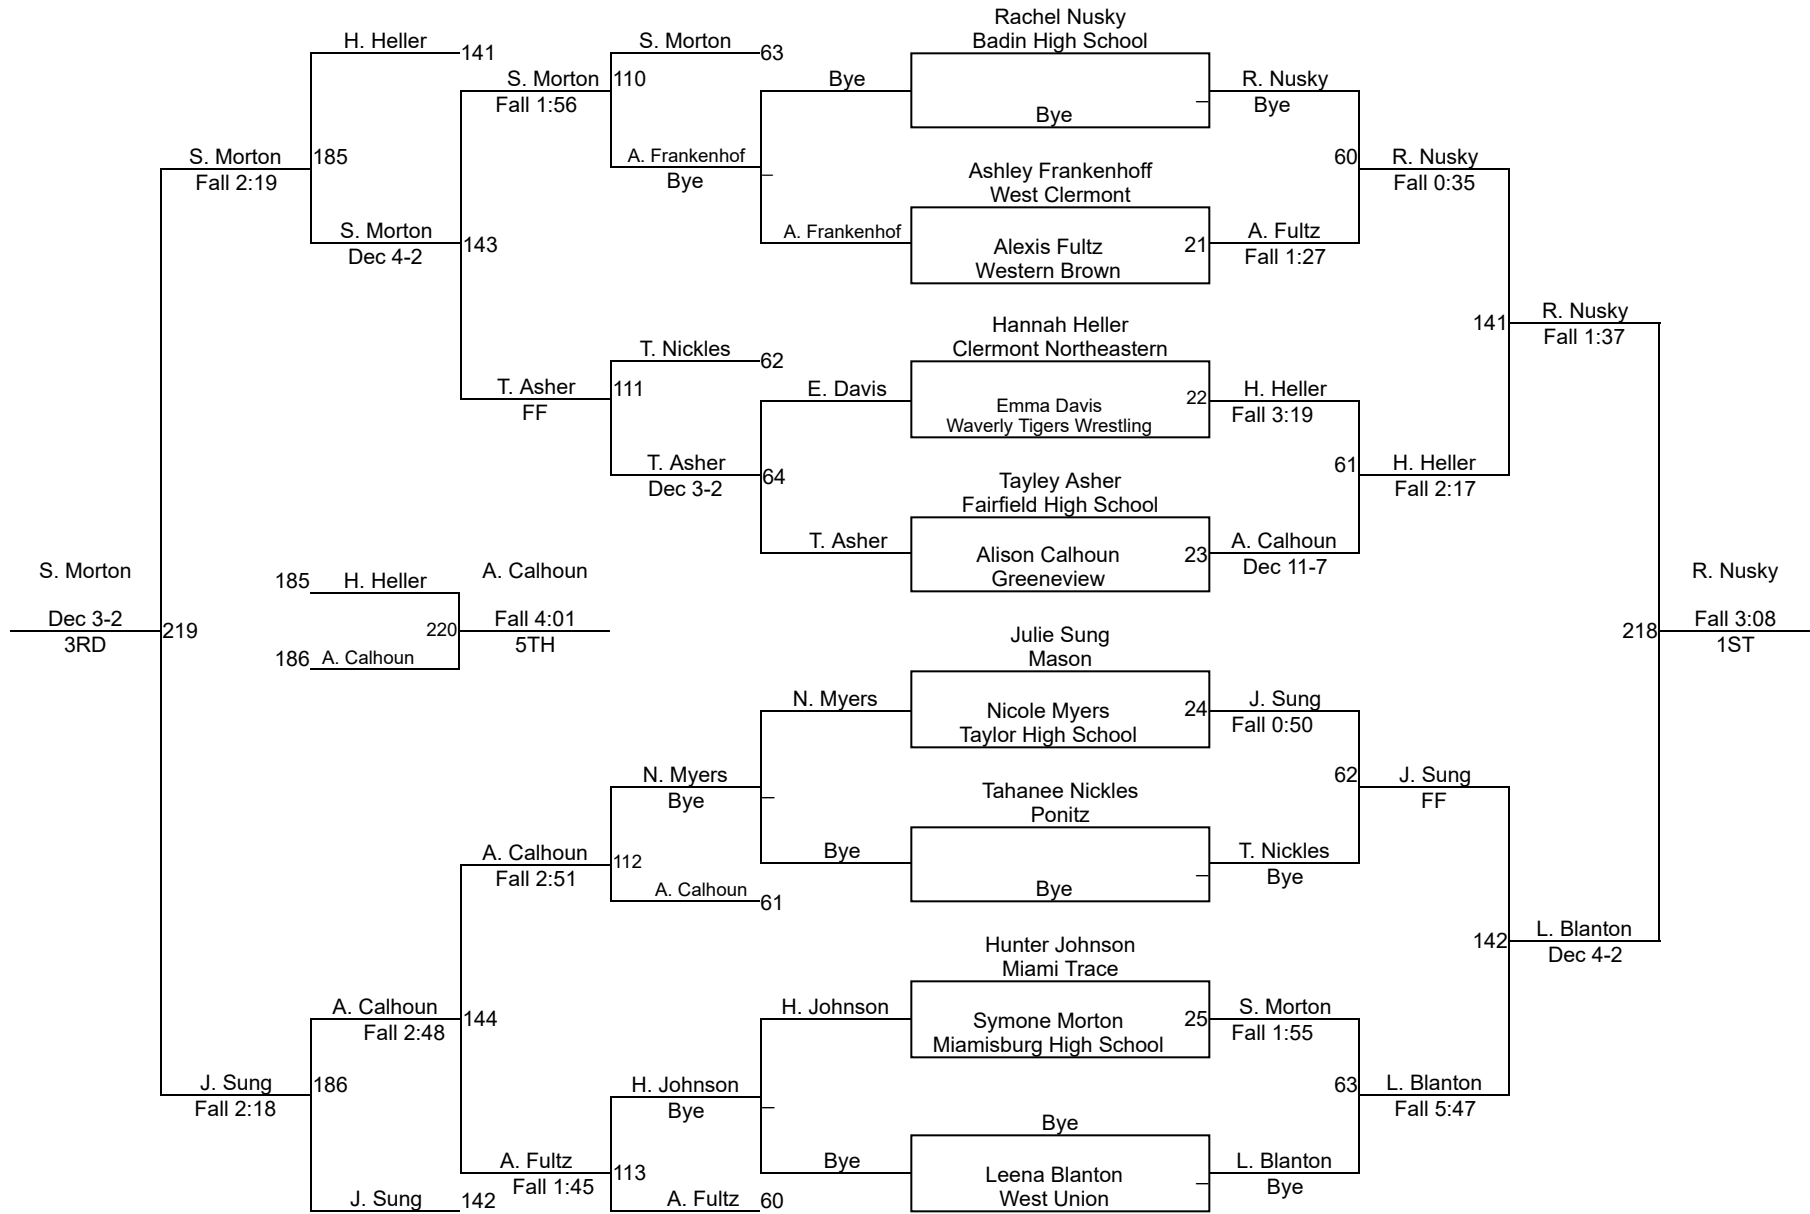 Rachel Nusky
Badin High School
H. Heller
141
S. Morton
63
S. Morton
110
Fall 1:56
Bye
Bye
R. Nusky
Bye
S. Morton
185
Fall 2:19
A. Frankenhof
Bye
Ashley Frankenhoff
West Clermont
60
R. Nusky
Fall 0:35
S. Morton
143
Dec 4-2
A. Frankenhof
Alexis Fultz
Western Brown
21
A. Fultz
Fall 1:27
Hannah Heller
Clermont Northeastern
141
R. Nusky
Fall 1:37
T. Nickles
62
T. Asher
111
FF
E. Davis
Emma Davis
Waverly Tigers Wrestling
22
H. Heller
Fall 3:19
T. Asher
64
Dec 3-2
Tayley Asher
Fairfield High School
61
H. Heller
Fall 2:17
T. Asher
Alison Calhoun
Greeneview
23
A. Calhoun
Dec 11-7
S. Morton
Dec 3-2
219
3RD
185
H. Heller
A. Calhoun
220
Fall 4:01
5TH
186
A. Calhoun
R. Nusky
218
Fall 3:08
1ST
Julie Sung
Mason
N. Myers
Nicole Myers
Taylor High School
24
J. Sung
Fall 0:50
N. Myers
Bye
Tahanee Nickles
Ponitz
62
J. Sung
FF
A. Calhoun
112
Fall 2:51
Bye
Bye
T. Nickles
Bye
A. Calhoun
61
Hunter Johnson
Miami Trace
142
L. Blanton
Dec 4-2
A. Calhoun
144
Fall 2:48
H. Johnson
Symone Morton
Miamisburg High School
25
S. Morton
Fall 1:55
J. Sung
186
Fall 2:18
H. Johnson
Bye
63
L. Blanton
Fall 5:47
Bye
A. Fultz
113
Fall 1:45
Bye
Leena Blanton
West Union
L. Blanton
Bye
J. Sung
142
A. Fultz
60